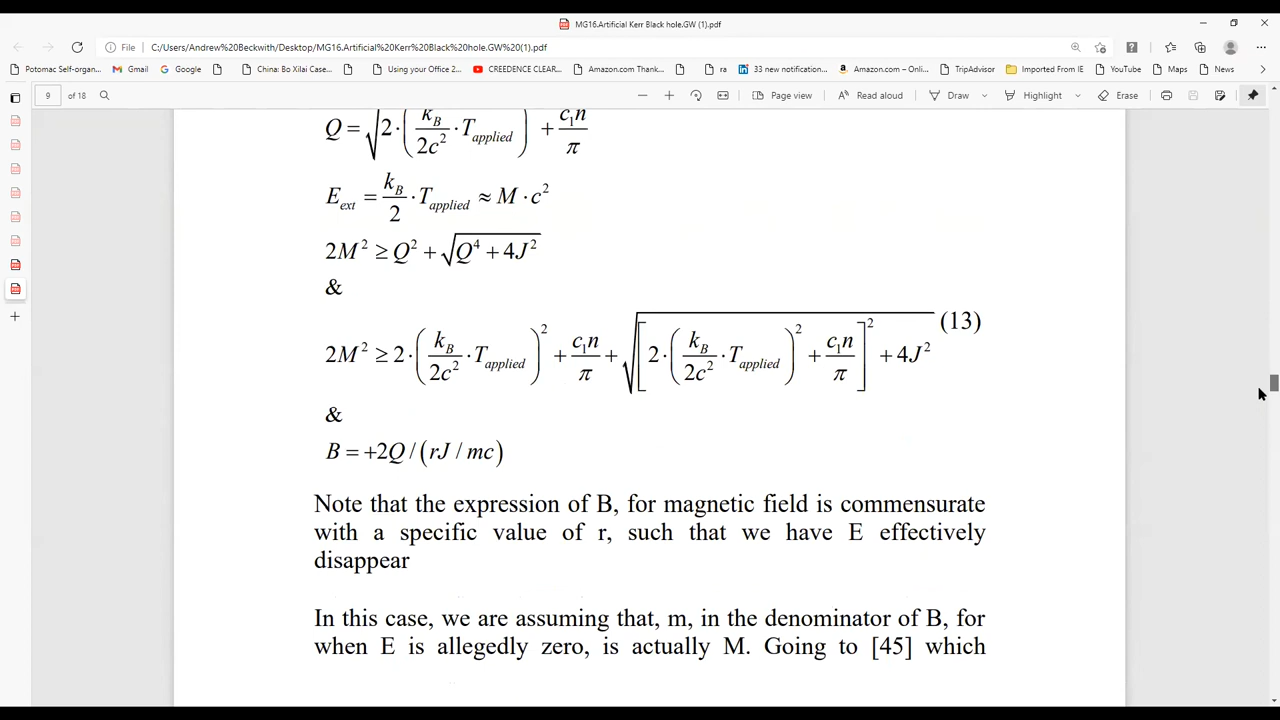 MG16.Artificial Kerr Black hole.GW (1).pdf
File C:/Users/Andrew%20Beckwith/Desktop/MG16.Artificial%20Kerr%20Black%20hole.GW%20(1).pdf
Potomac Self-organ... Gmail Google China: Bo Xilai Case... Using your Office 2... CREEDENCE CLEAR... Amazon.com Thank... ra 33 new notification... Amazon.com – Onli... TripAdvisor Imported From IE YouTube Maps News
9 of 18 Page view Read aloud Draw Highlight Erase
Q = √(2·(k_B/2c²·T_applied) + c₁n/π
E_ext = k_B/2·T_applied ≈ M·c²
2M² ≥ Q² + √(Q⁴ + 4J²)
&
2M² ≥ 2·(k_B/2c²·T_applied)² + c₁n/π + √([2·(k_B/2c²·T_applied)² + c₁n/π]² + 4J²) (13)
&
B = +2Q/(rJ/mc)
Note that the expression of B, for magnetic field is commensurate
with a specific value of r, such that we have E effectively
disappear
In this case, we are assuming that, m, in the denominator of B, for
when E is allegedly zero, is actually M. Going to [45] which